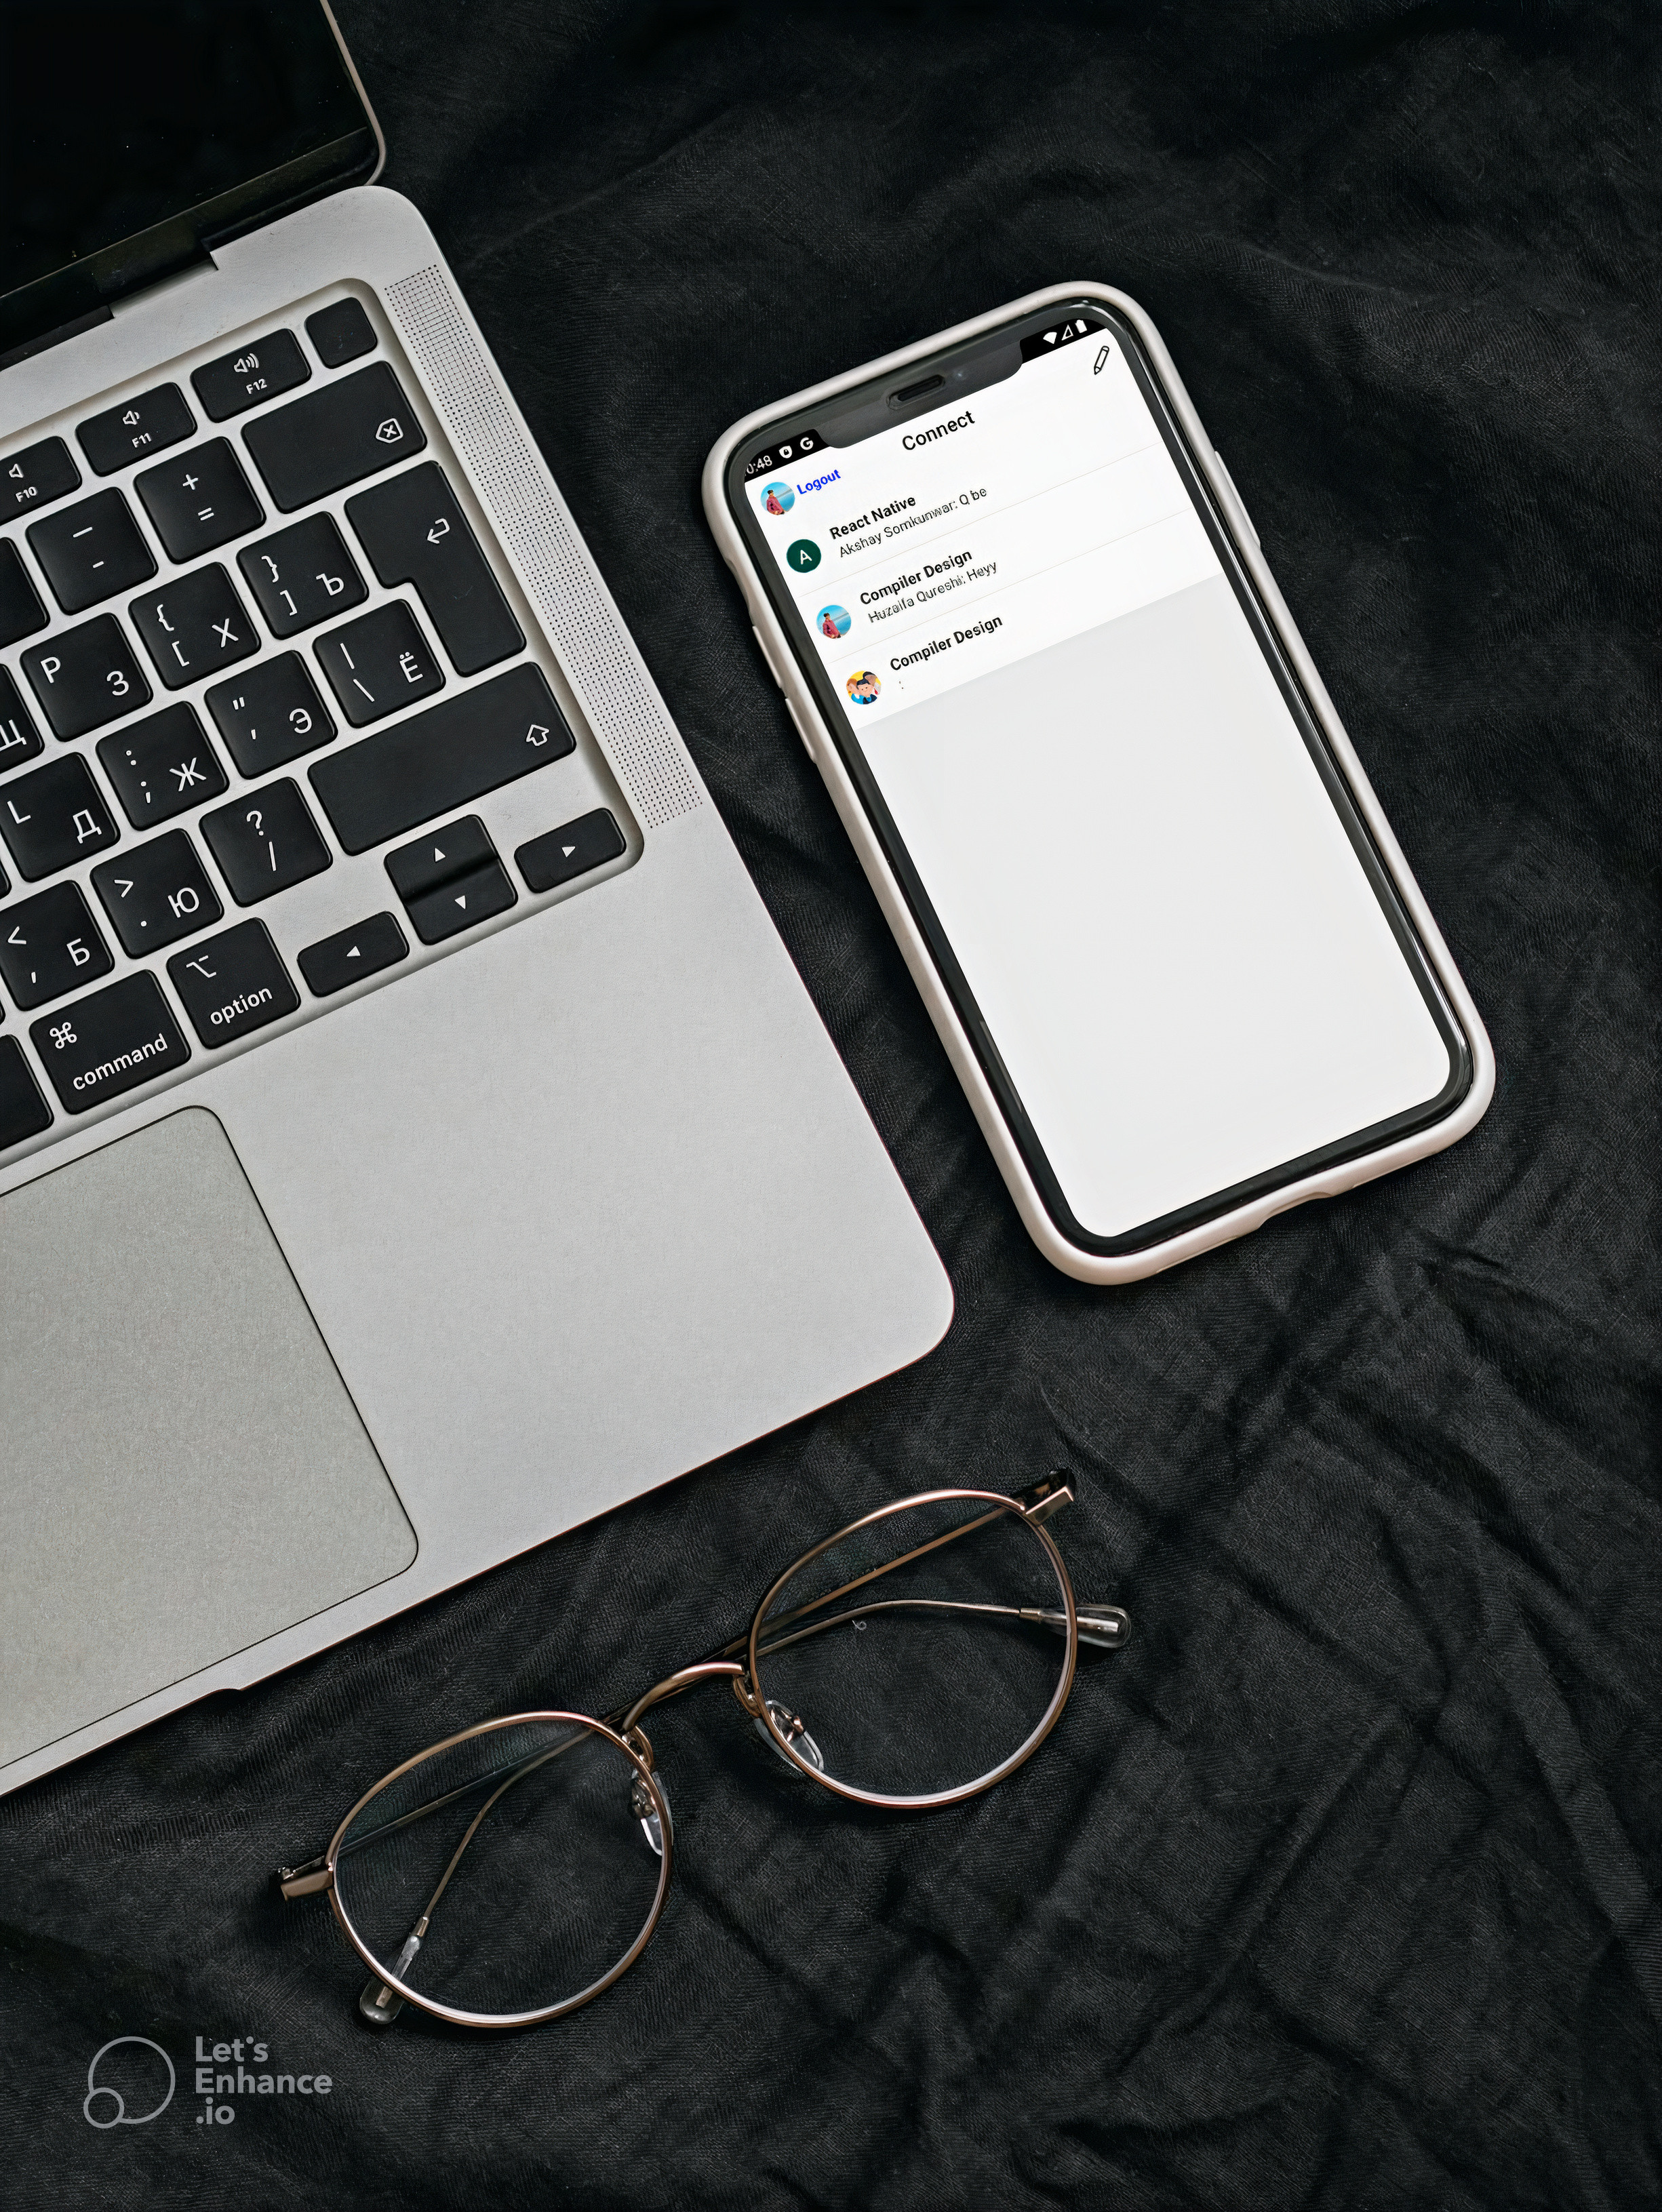 0:48
Connect
Logout
React Native
Akshay Somkunwar: Q be
Compiler Design
Huzaifa Qureshi: Heyy
Compiler Design
:
F10
F11
F12
+
=
_
-
P З
{
[ Х
}
] Ъ
Щ
L Д
:
; Ж
"
' Э
|
\ Ё
<
, Б
>
. Ю
?
/
⌘
command
⌥
option
Let's
Enhance
.io